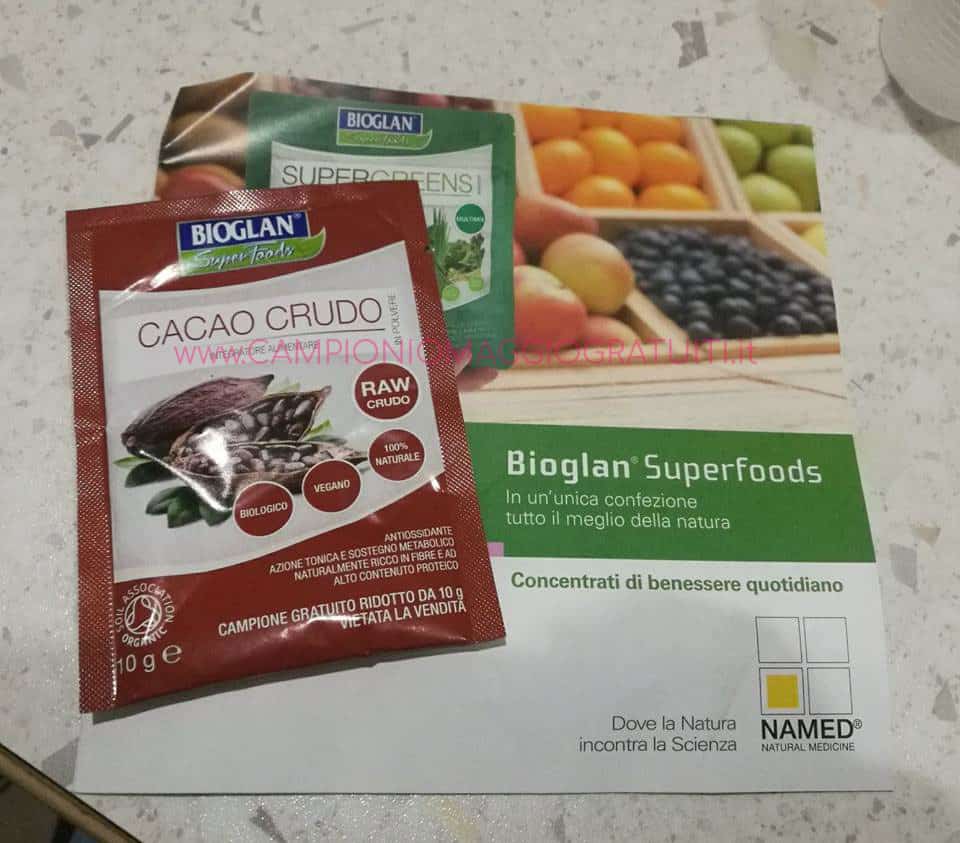 BIOGLAN®
Superfoods
SUPERGREENS
MULTIMIX
BIOGLAN®
Superfoods
CACAO CRUDO
IN POLVERE
INTEGRATORE ALIMENTARE
www.CAMPIONIOMAGGIOGRATUITI.it
RAW
CRUDO
100%
NATURALE
VEGANO
BIOLOGICO
ANTIOSSIDANTE
AZIONE TONICA E SOSTEGNO METABOLICO
NATURALMENTE RICCO IN FIBRE E AD
ALTO CONTENUTO PROTEICO
CAMPIONE GRATUITO RIDOTTO DA 10 g
VIETATA LA VENDITA
SOIL ASSOCIATION
ORGANIC
10 g e
Bioglan® Superfoods
In un'unica confezione
tutto il meglio della natura
Concentrati di benessere quotidiano
Dove la Natura
incontra la Scienza
NAMED®
NATURAL MEDICINE